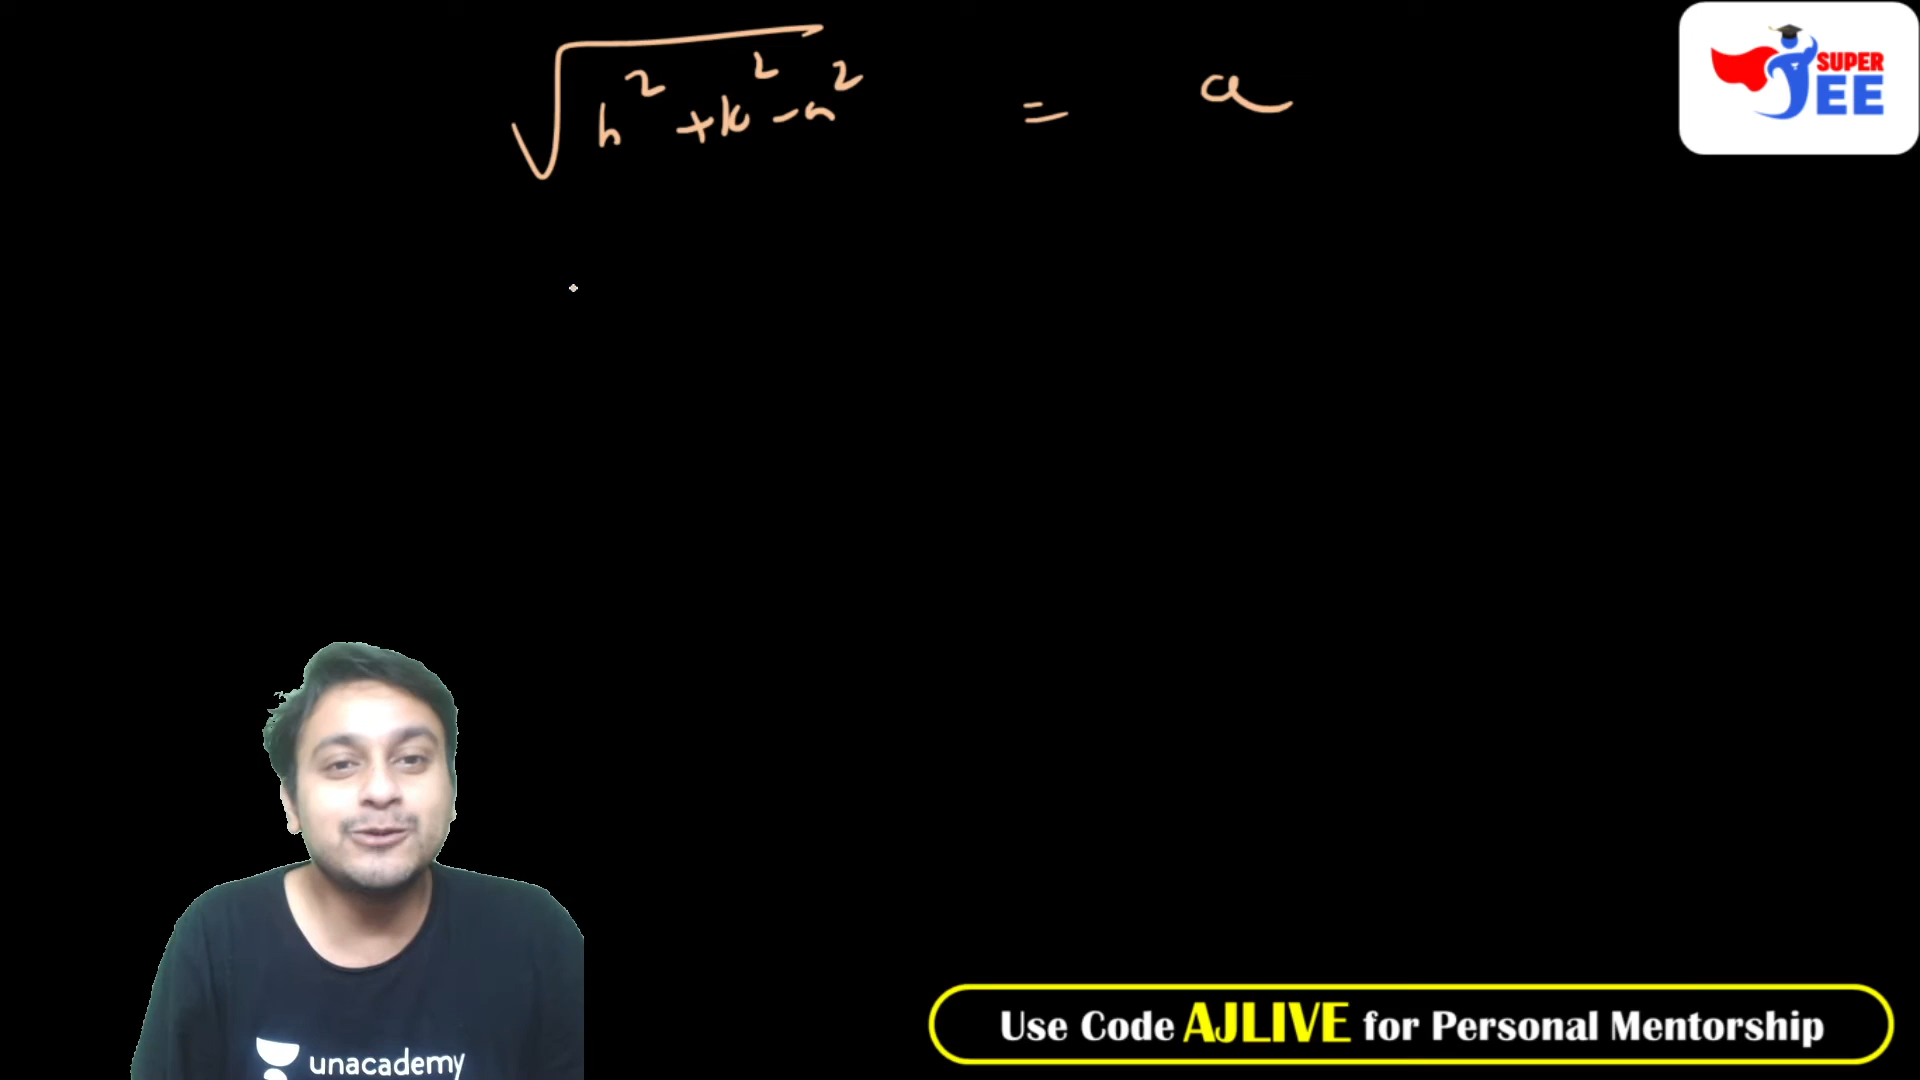 √(h² + k² - a²) = a
SUPER
JEE
unacademy
Use Code AJLIVE for Personal Mentorship